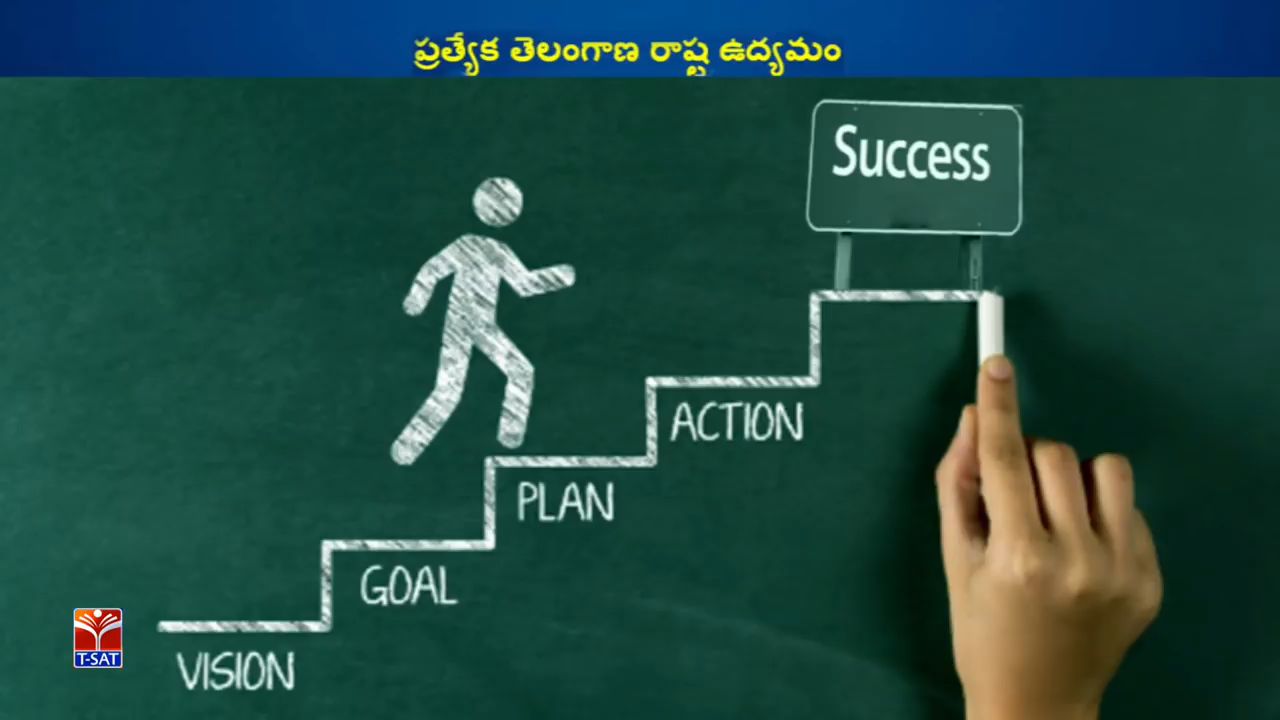 ప్రత్యేక తెలంగాణ రాష్ట ఉద్యమం
Success
ACTION
PLAN
GOAL
VISION
T-SAT